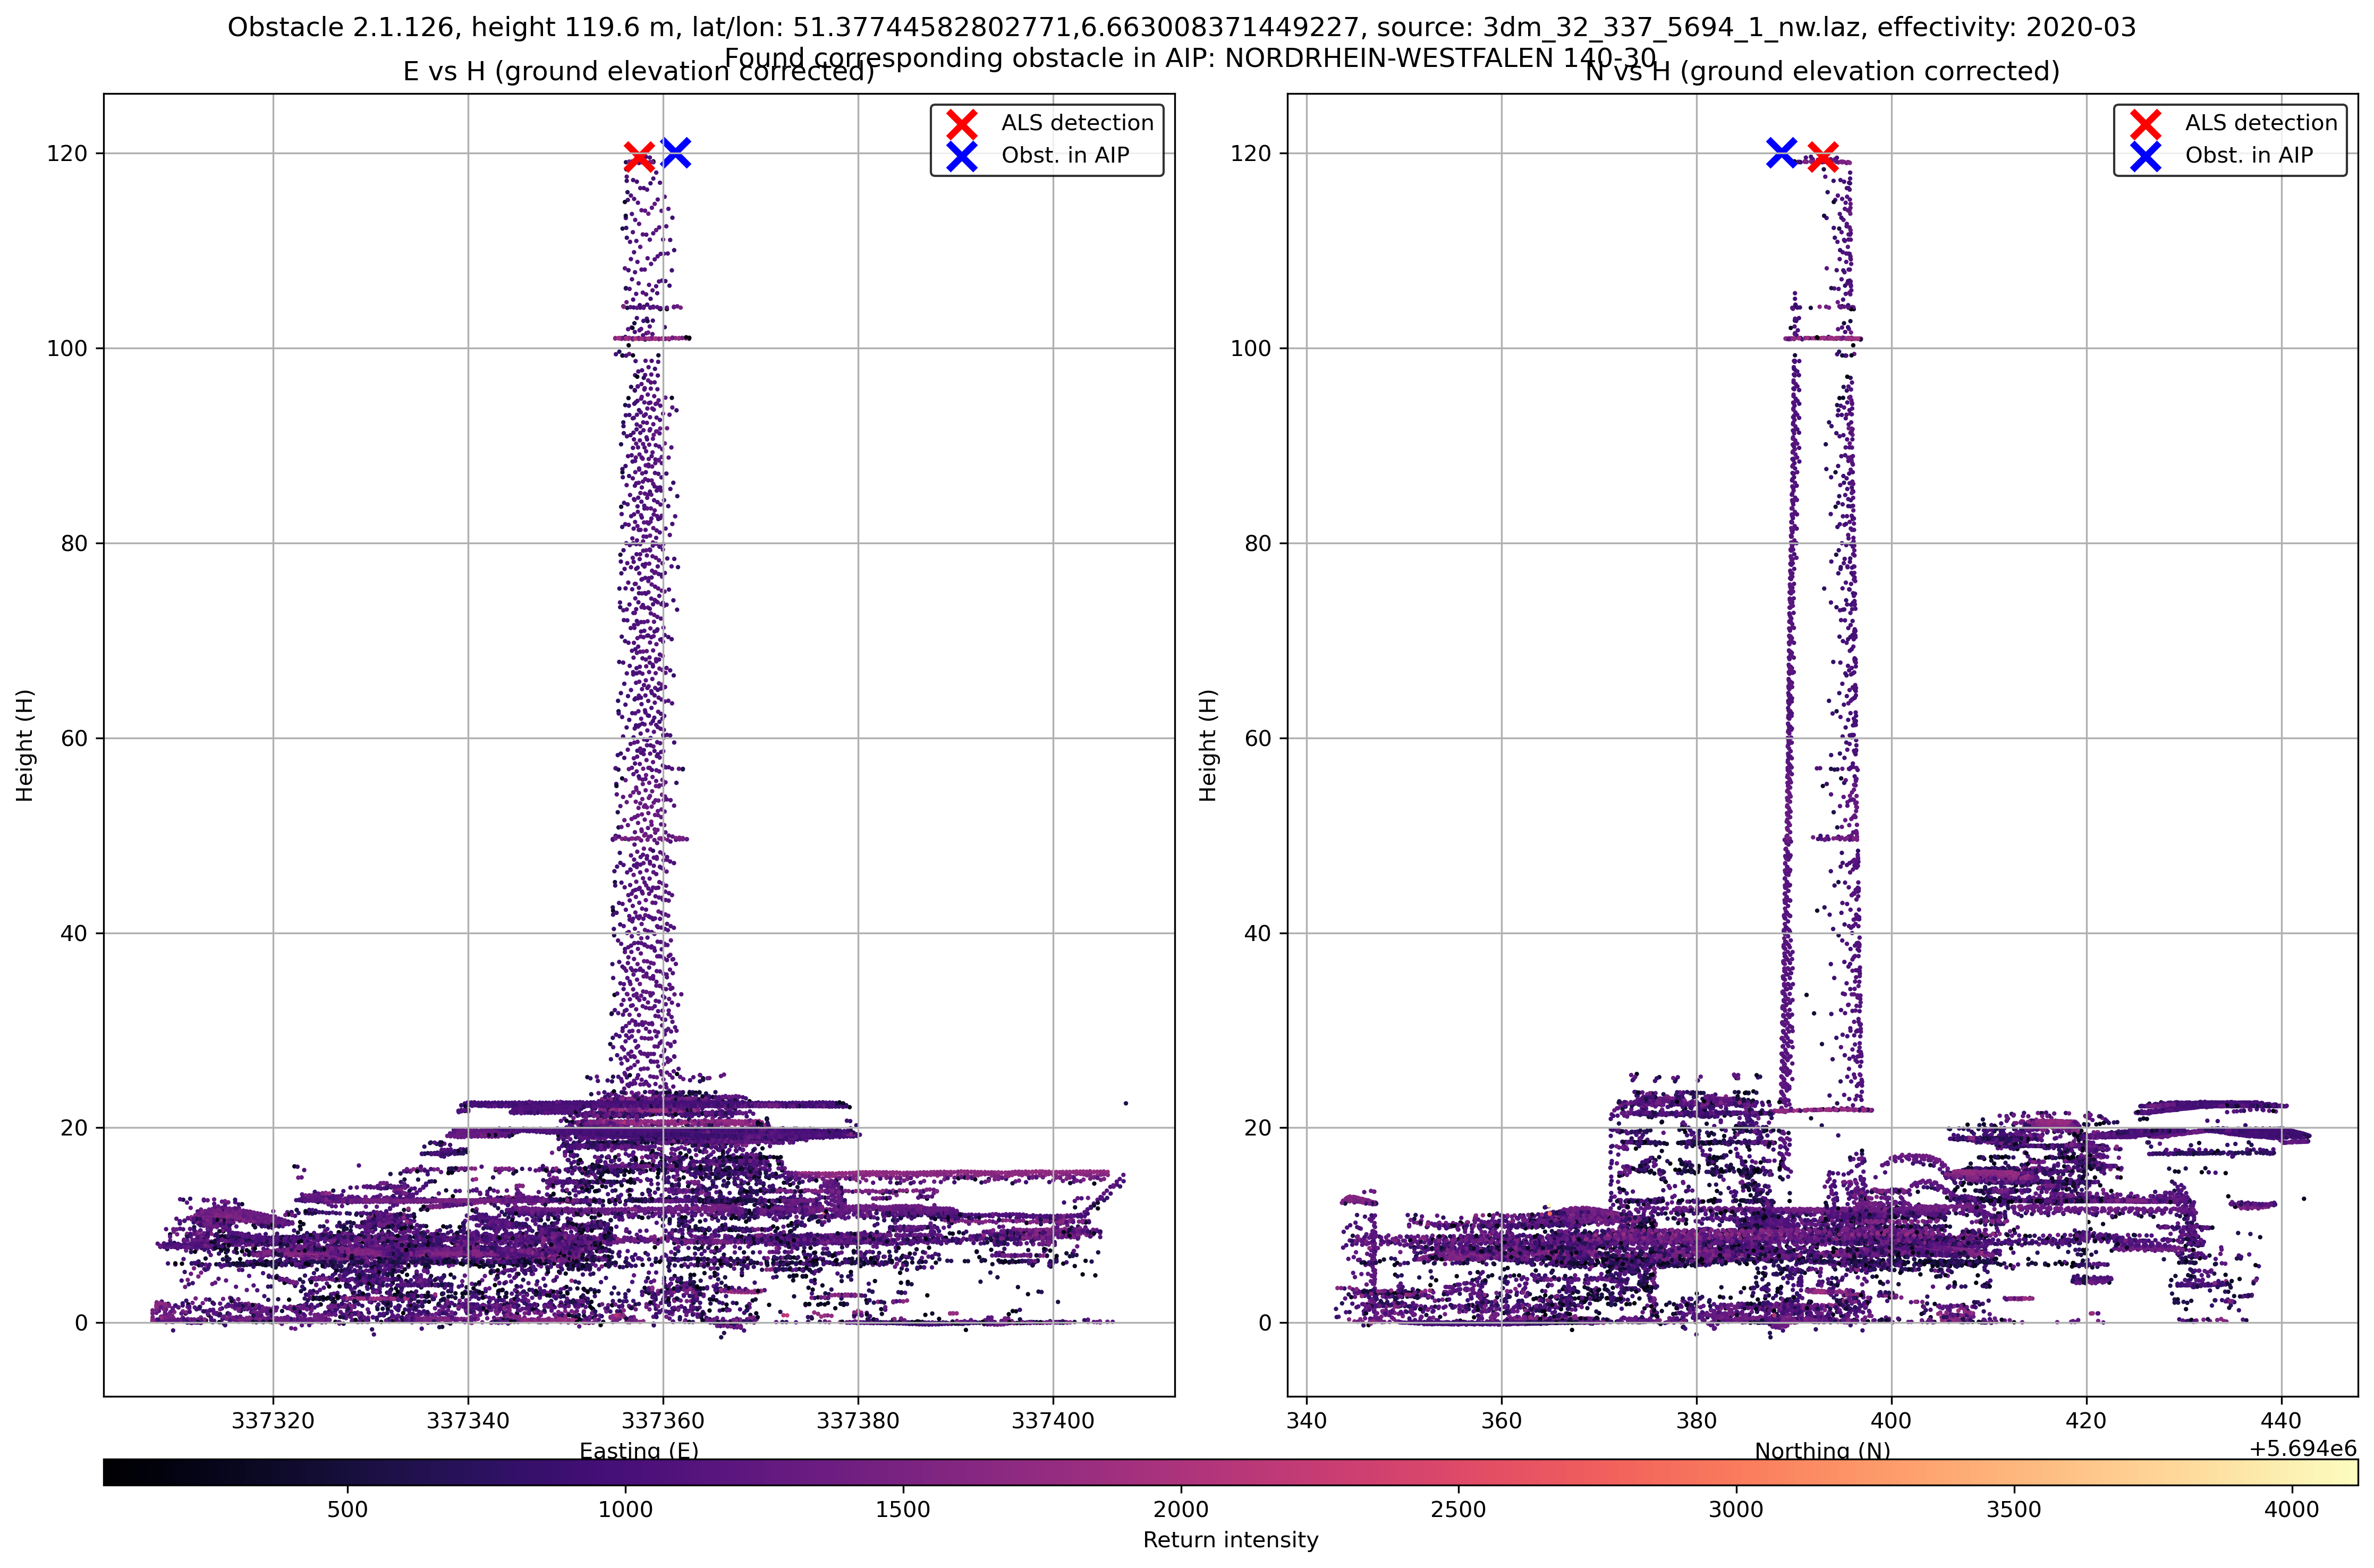 Obstacle 2.1.126, height 119.6 m, lat/lon: 51.37744582802771,6.663008371449227, source: 3dm_32_337_5694_1_nw.laz, effectivity: 2020-03
Found corresponding obstacle in AIP: NORDRHEIN-WESTFALEN 140-30
E vs H (ground elevation corrected)
N vs H (ground elevation corrected)
ALS detection
Obst. in AIP
ALS detection
Obst. in AIP
120
100
80
60
40
20
0
Height (H)
120
100
80
60
40
20
0
Height (H)
337320 337340 337360 337380 337400
Easting (E)
340 360 380 400 420 440
Northing (N)
+5.694e6
500 1000 1500 2000 2500 3000 3500 4000
Return intensity